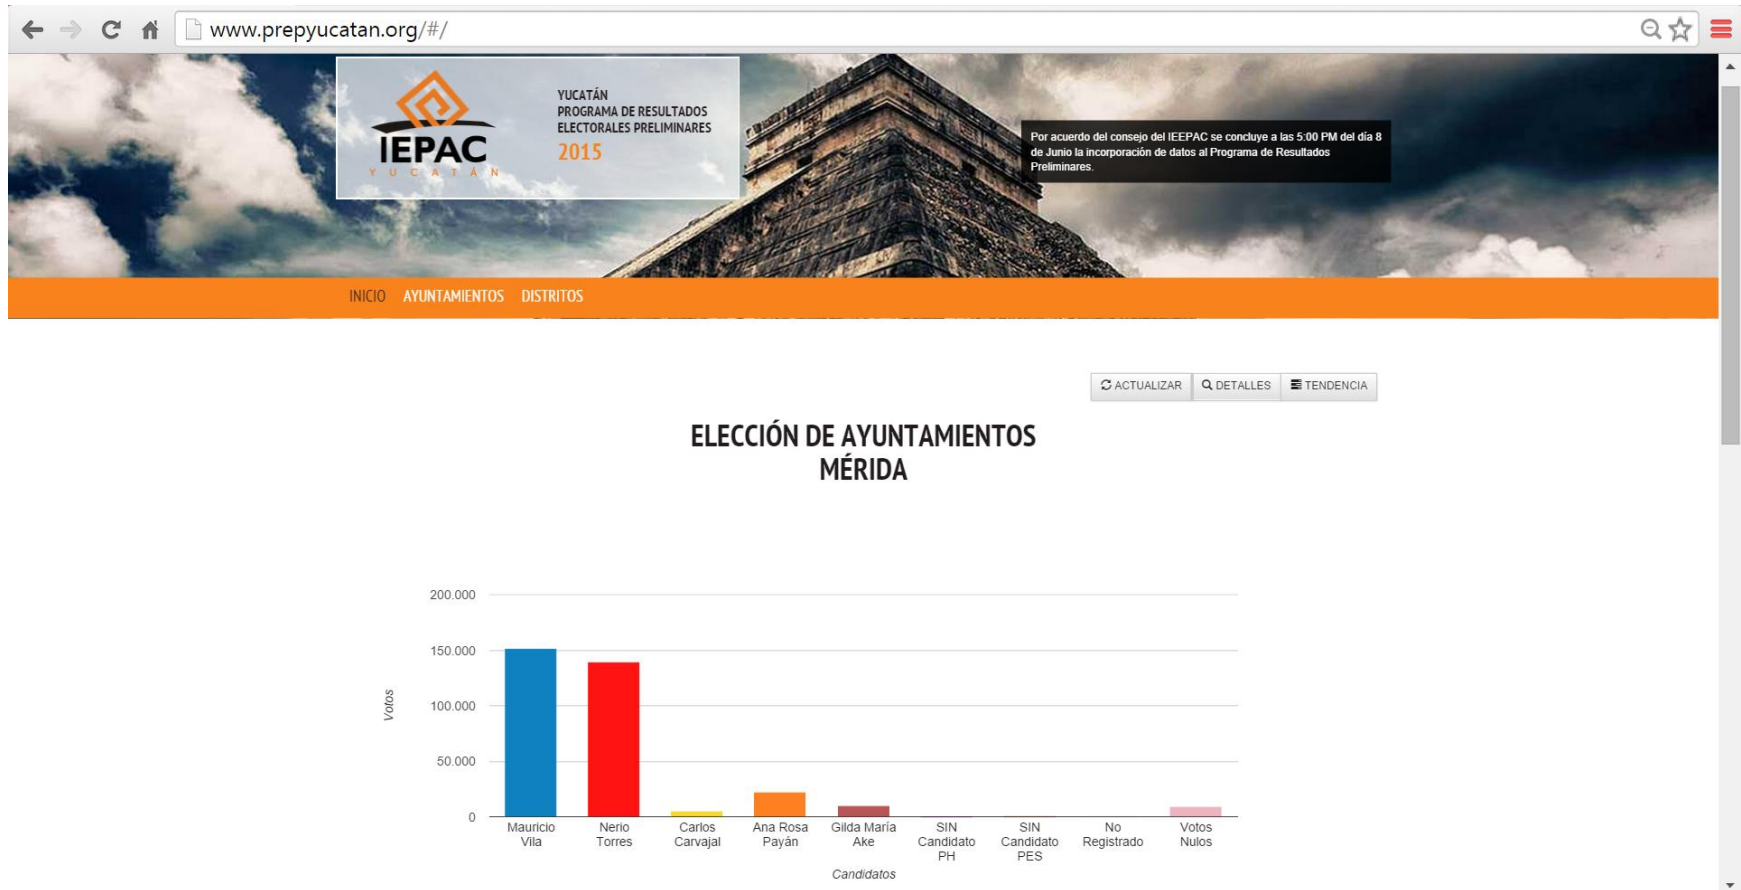 www.prepyucatan.org/#/
IEPAC
YUCATÁN
YUCATÁN
PROGRAMA DE RESULTADOS
ELECTORALES PRELIMINARES
2015
Por acuerdo del consejo del IEEPAC se concluye a las 5:00 PM del día 8
de Junio la incorporación de datos al Programa de Resultados
Preliminares.
INICIO AYUNTAMIENTOS DISTRITOS
ACTUALIZAR DETALLES TENDENCIA
ELECCIÓN DE AYUNTAMIENTOS
MÉRIDA
200.000
150.000
100.000
50.000
0
Votos
Mauricio Vila
Nerio Torres
Carlos Carvajal
Ana Rosa Payán
Gilda María Ake
SIN Candidato PH
SIN Candidato PES
No Registrado
Votos Nulos
Candidatos